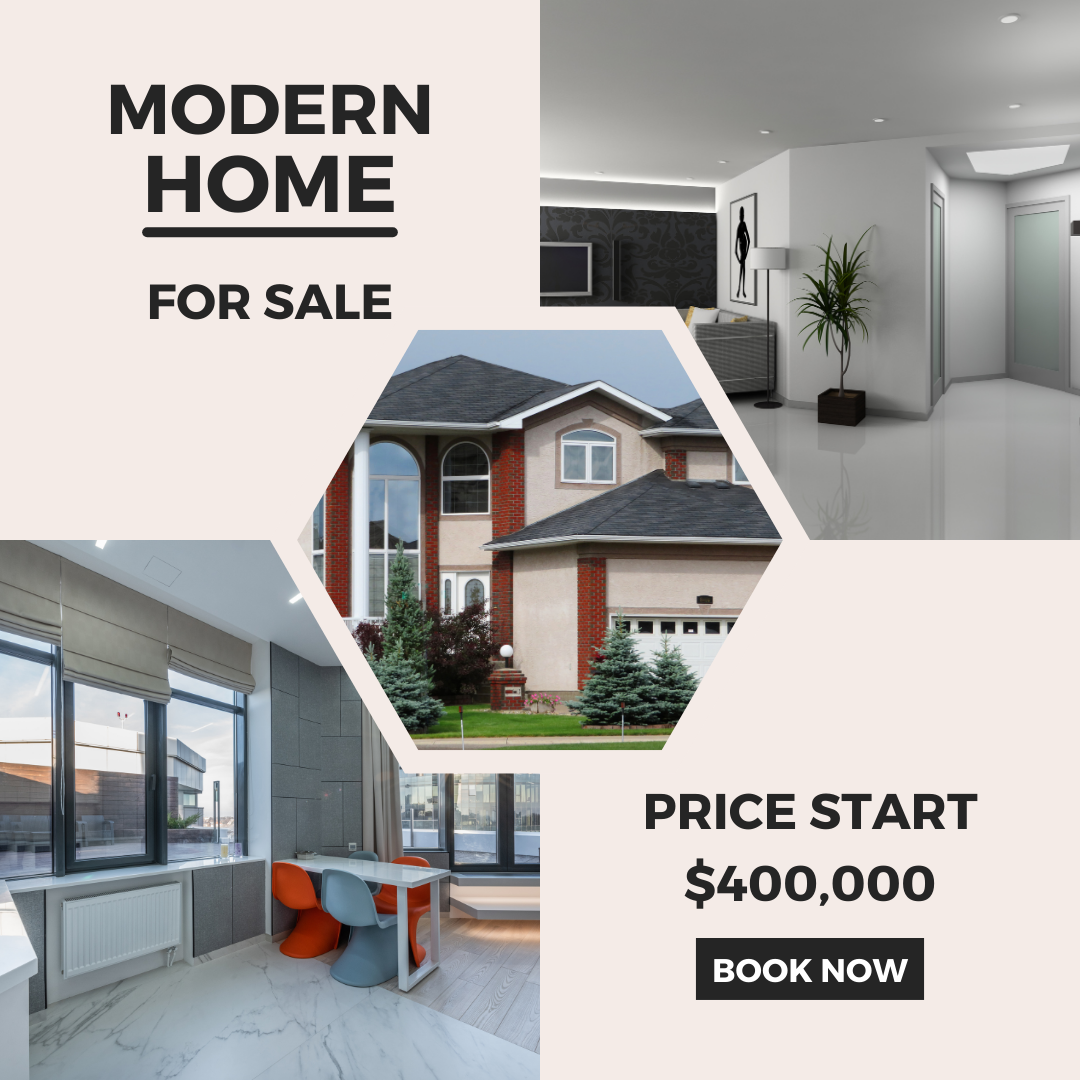 MODERN
HOME
FOR SALE
PRICE START
$400,000
BOOK NOW